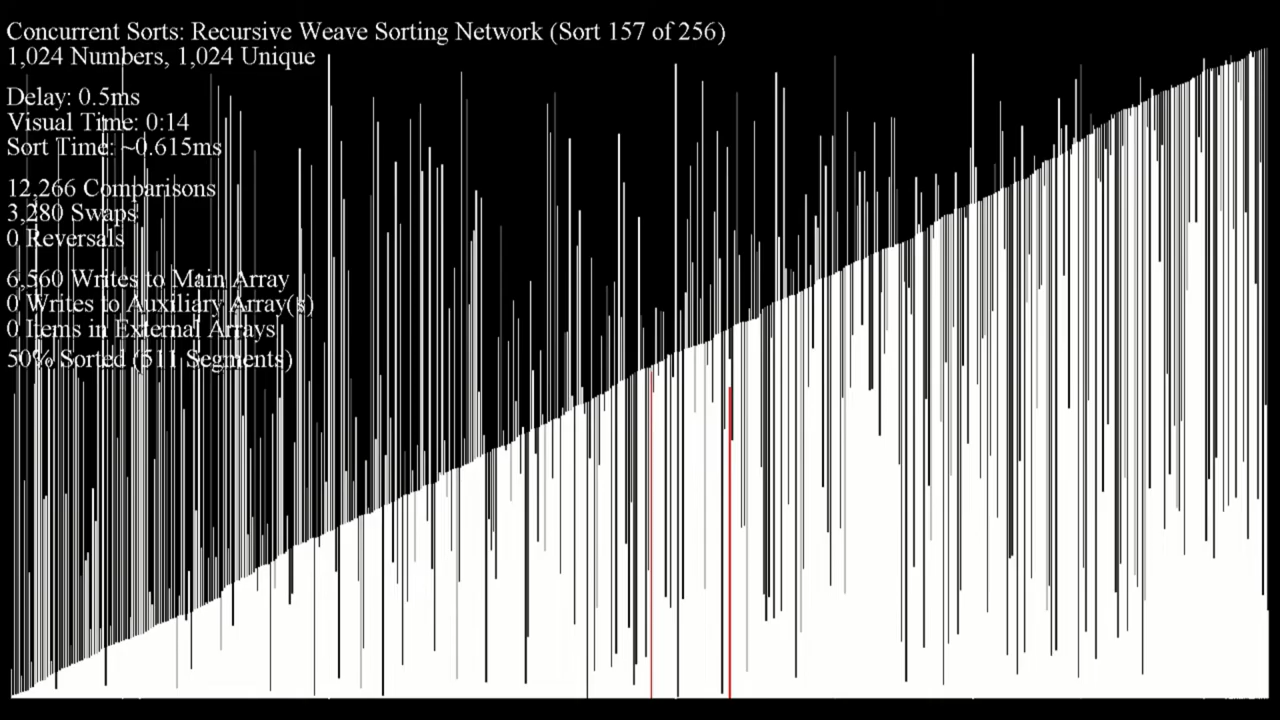 Concurrent Sorts: Recursive Weave Sorting Network (Sort 157 of 256)
1,024 Numbers, 1,024 Unique
Delay: 0.5ms
Visual Time: 0:14
Sort Time: ~0.615ms
12,266 Comparisons
3,280 Swaps
0 Reversals
6,560 Writes to Main Array
0 Writes to Auxiliary Array(s)
0 Items in External Arrays
50% Sorted (511 Segments)